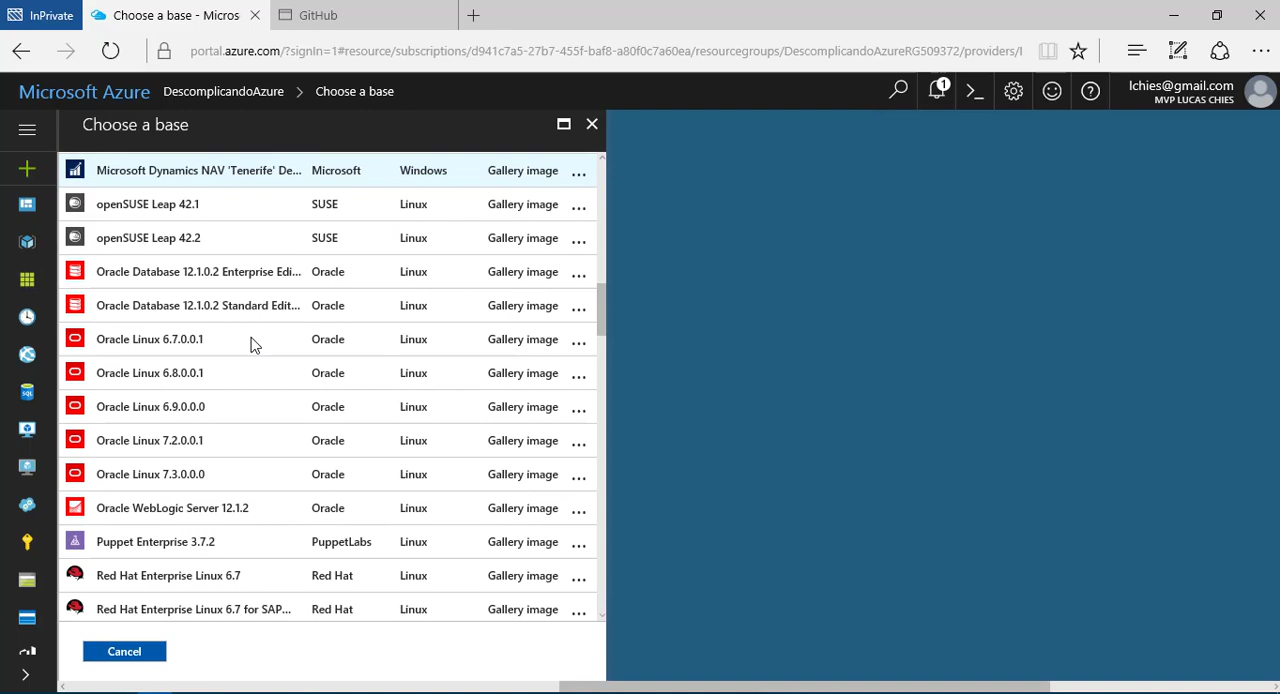 InPrivate
Choose a base - Micros
GitHub
portal.azure.com/?signIn=1#resource/subscriptions/d941c7a5-27b7-455f-baf8-a80f0c7a60ea/resourcegroups/DescomplicandoAzureRG509372/providers/
Microsoft Azure DescomplicandoAzure > Choose a base
1
lchies@gmail.com
MVP LUCAS CHIES
Choose a base
Microsoft Dynamics NAV 'Tenerife' De... Microsoft Windows Gallery image ...
openSUSE Leap 42.1 SUSE Linux Gallery image ...
openSUSE Leap 42.2 SUSE Linux Gallery image ...
Oracle Database 12.1.0.2 Enterprise Edi... Oracle Linux Gallery image ...
Oracle Database 12.1.0.2 Standard Edit... Oracle Linux Gallery image ...
Oracle Linux 6.7.0.0.1 Oracle Linux Gallery image ...
Oracle Linux 6.8.0.0.1 Oracle Linux Gallery image ...
Oracle Linux 6.9.0.0.0 Oracle Linux Gallery image ...
Oracle Linux 7.2.0.0.1 Oracle Linux Gallery image ...
Oracle Linux 7.3.0.0.0 Oracle Linux Gallery image ...
Oracle WebLogic Server 12.1.2 Oracle Linux Gallery image ...
Puppet Enterprise 3.7.2 PuppetLabs Linux Gallery image ...
Red Hat Enterprise Linux 6.7 Red Hat Linux Gallery image ...
Red Hat Enterprise Linux 6.7 for SAP... Red Hat Linux Gallery image ...
Cancel